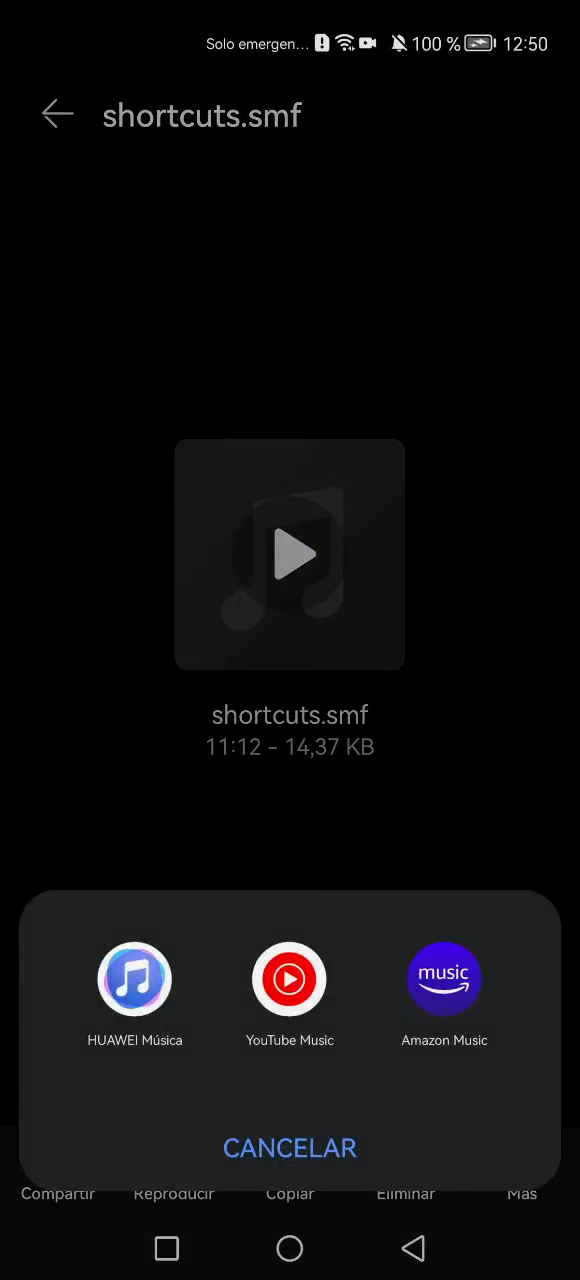 Solo emergen... 100 % 12:50
shortcuts.smf
shortcuts.smf
11:12 - 14,37 KB
music
HUAWEI Música YouTube Music Amazon Music
CANCELAR
Compartir Reproducir Copiar Eliminar Más